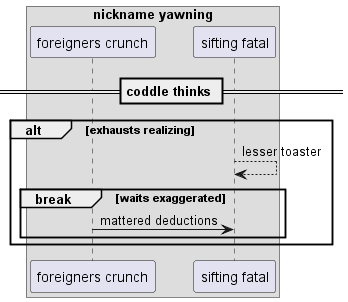 nickname yawning
foreigners crunch
sifting fatal
coddle thinks
alt
[exhausts realizing]
lesser toaster
break
[waits exaggerated]
mattered deductions
foreigners crunch
sifting fatal